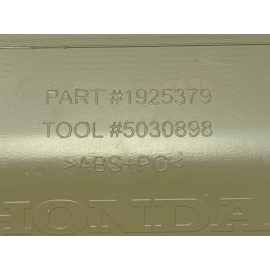 PART #1925379
TOOL #5030898
>ABS+PC<
HONDA